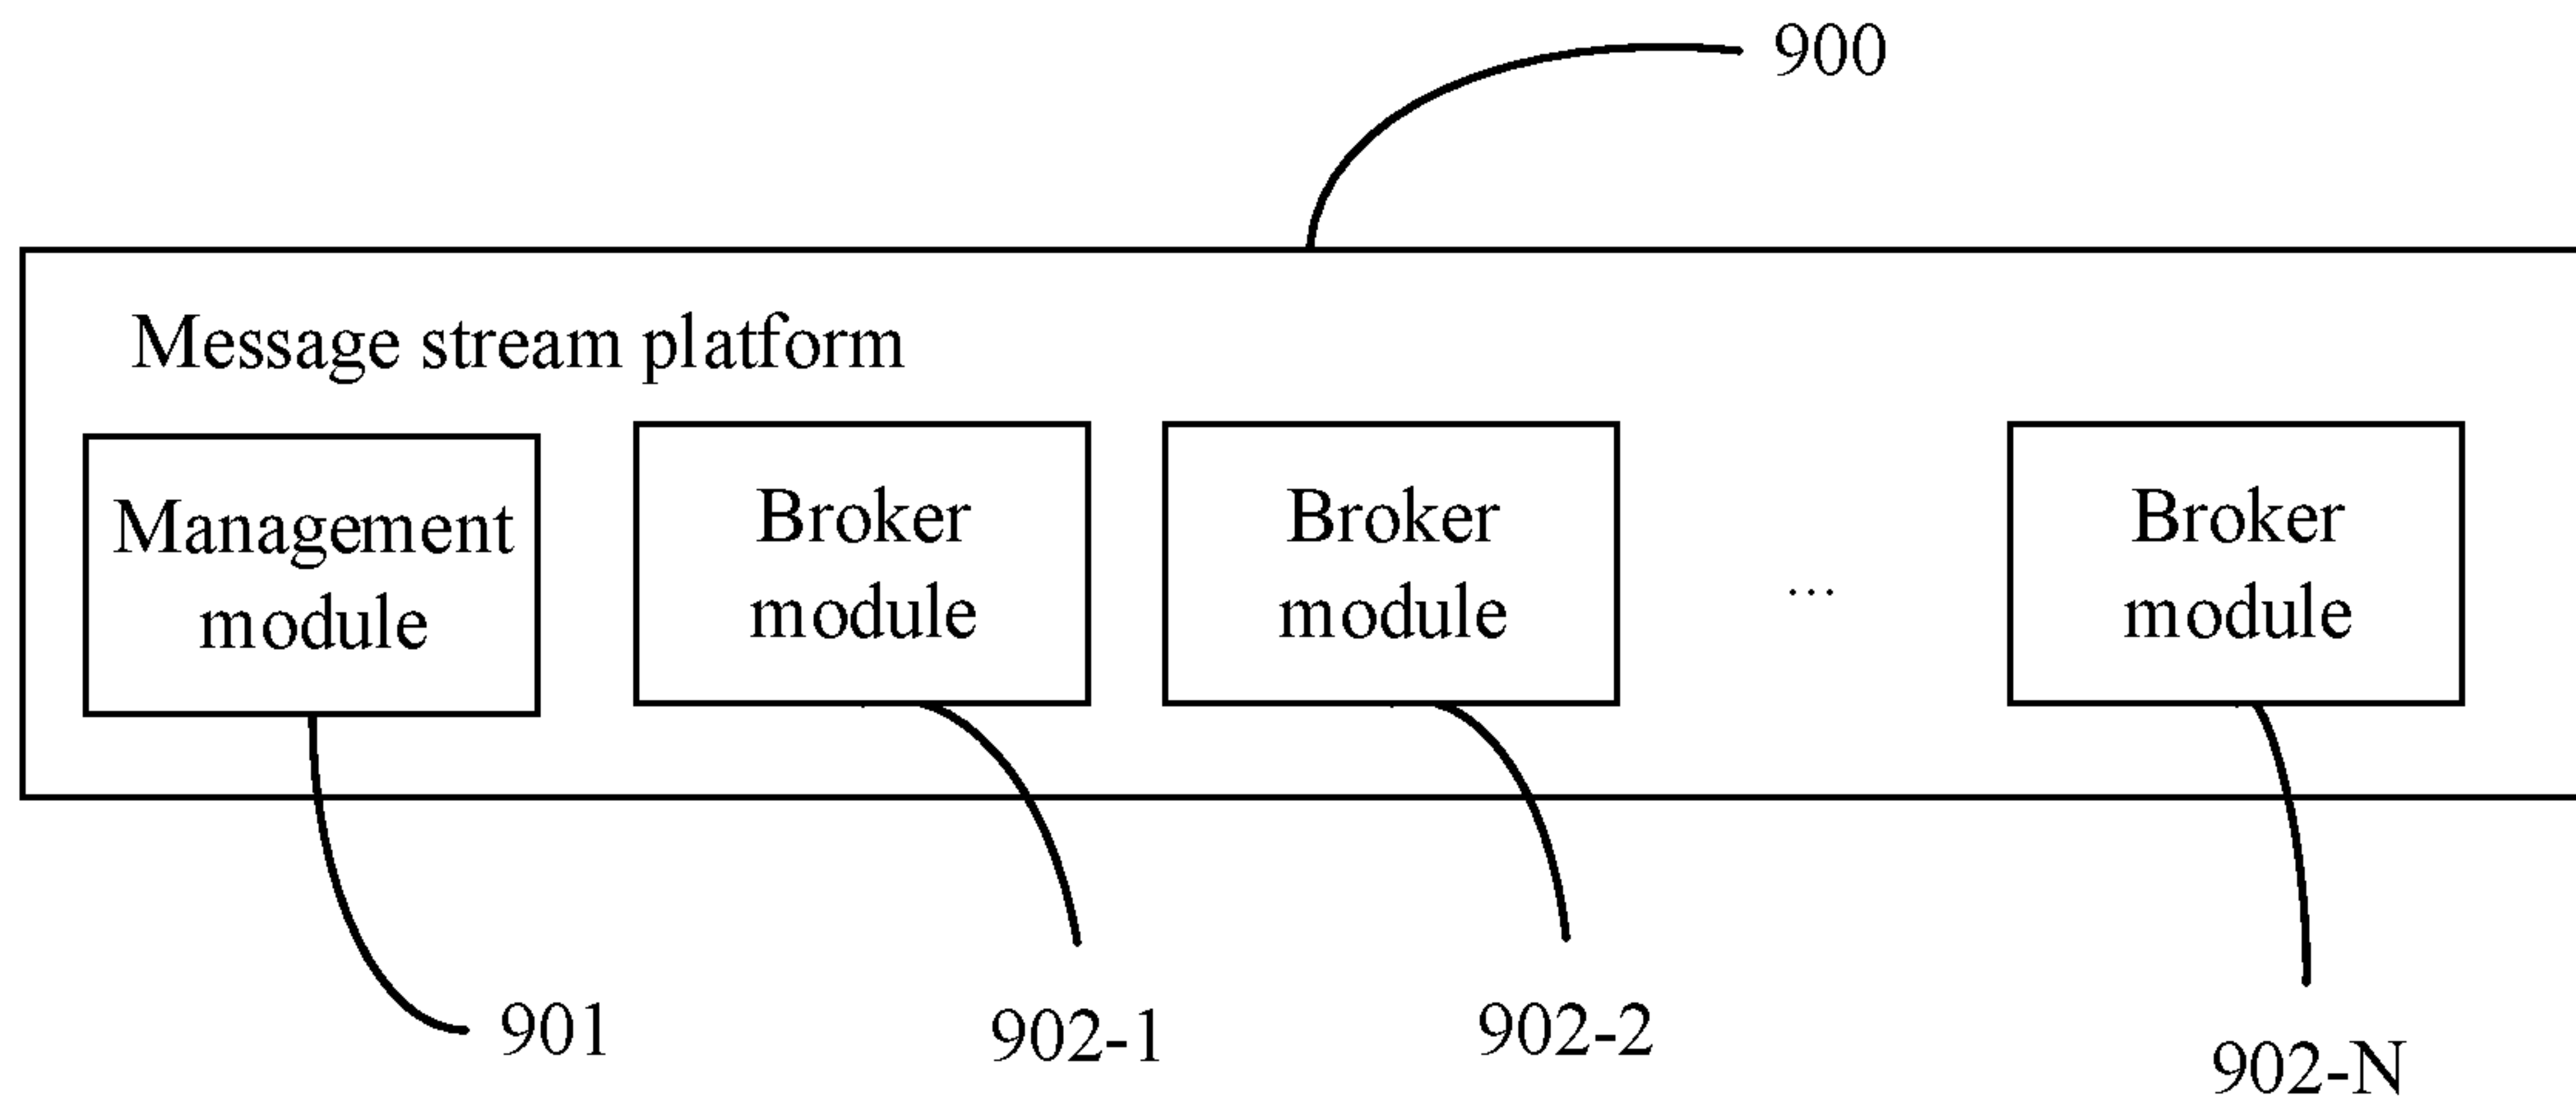 900
Message stream platform
Management
module
Broker
module
Broker
module
...
Broker
module
901
902-1
902-2
902-N